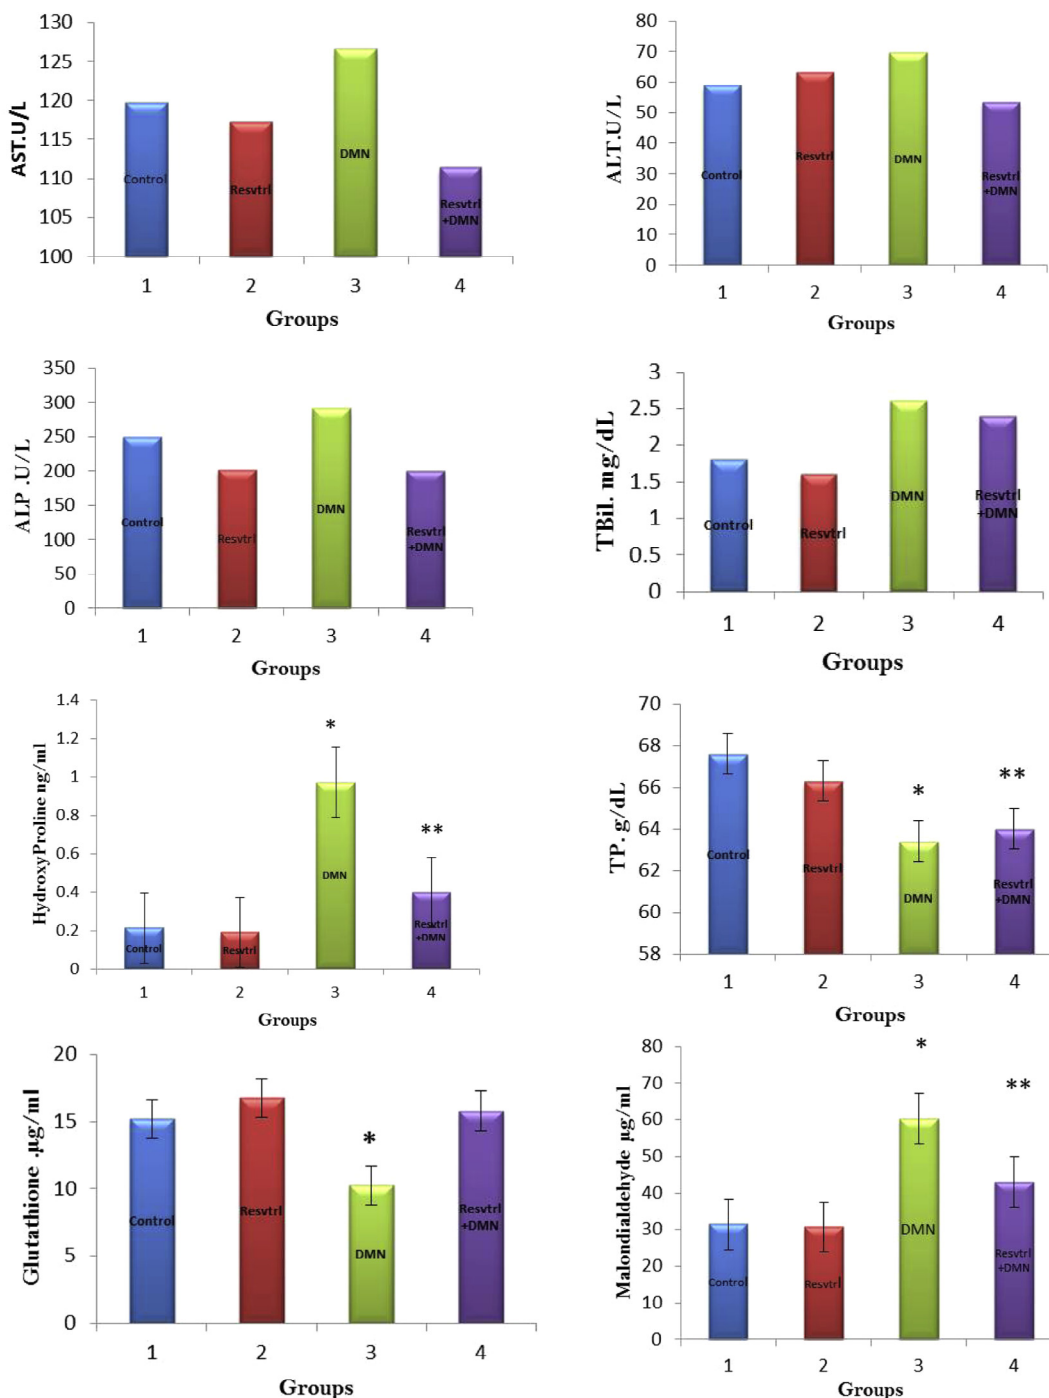 AST.U/L
130
125
120
115
110
105
100
Control
Resvtrl
DMN
Resvtrl
+DMN
1 2 3 4
Groups
ALT.U/L
80
70
60
50
40
30
20
10
0
Control
Resvtrl
DMN
Resvtrl
+DMN
1 2 3 4
Groups
ALP .U/L
350
300
250
200
150
100
50
0
Control
Resvtrl
DMN
Resvtrl
+DMN
1 2 3 4
Groups
TBil. mg/dL
3
2.5
2
1.5
1
0.5
0
Control
Resvtrl
DMN
Resvtrl
+DMN
1 2 3 4
Groups
HydroxyProline ng/ml
1.4
1.2
1
0.8
0.6
0.4
0.2
0
*
**
Control
Resvtrl
DMN
Resvtrl
+DMN
1 2 3 4
Groups
TP. g/dL
70
68
66
64
62
60
58
*
**
Control
Resvtrl
DMN
Resvtrl
+DMN
1 2 3 4
Groups
Glutathione .µg/ml
20
15
10
5
0
*
Control
Resvtrl
DMN
Resvtrl
+DMN
1 2 3 4
Groups
Malondialdehyde µg/ml
80
70
60
50
40
30
20
10
0
*
**
Control
Resvtrl
DMN
Resvtrl
+DMN
1 2 3 4
Groups